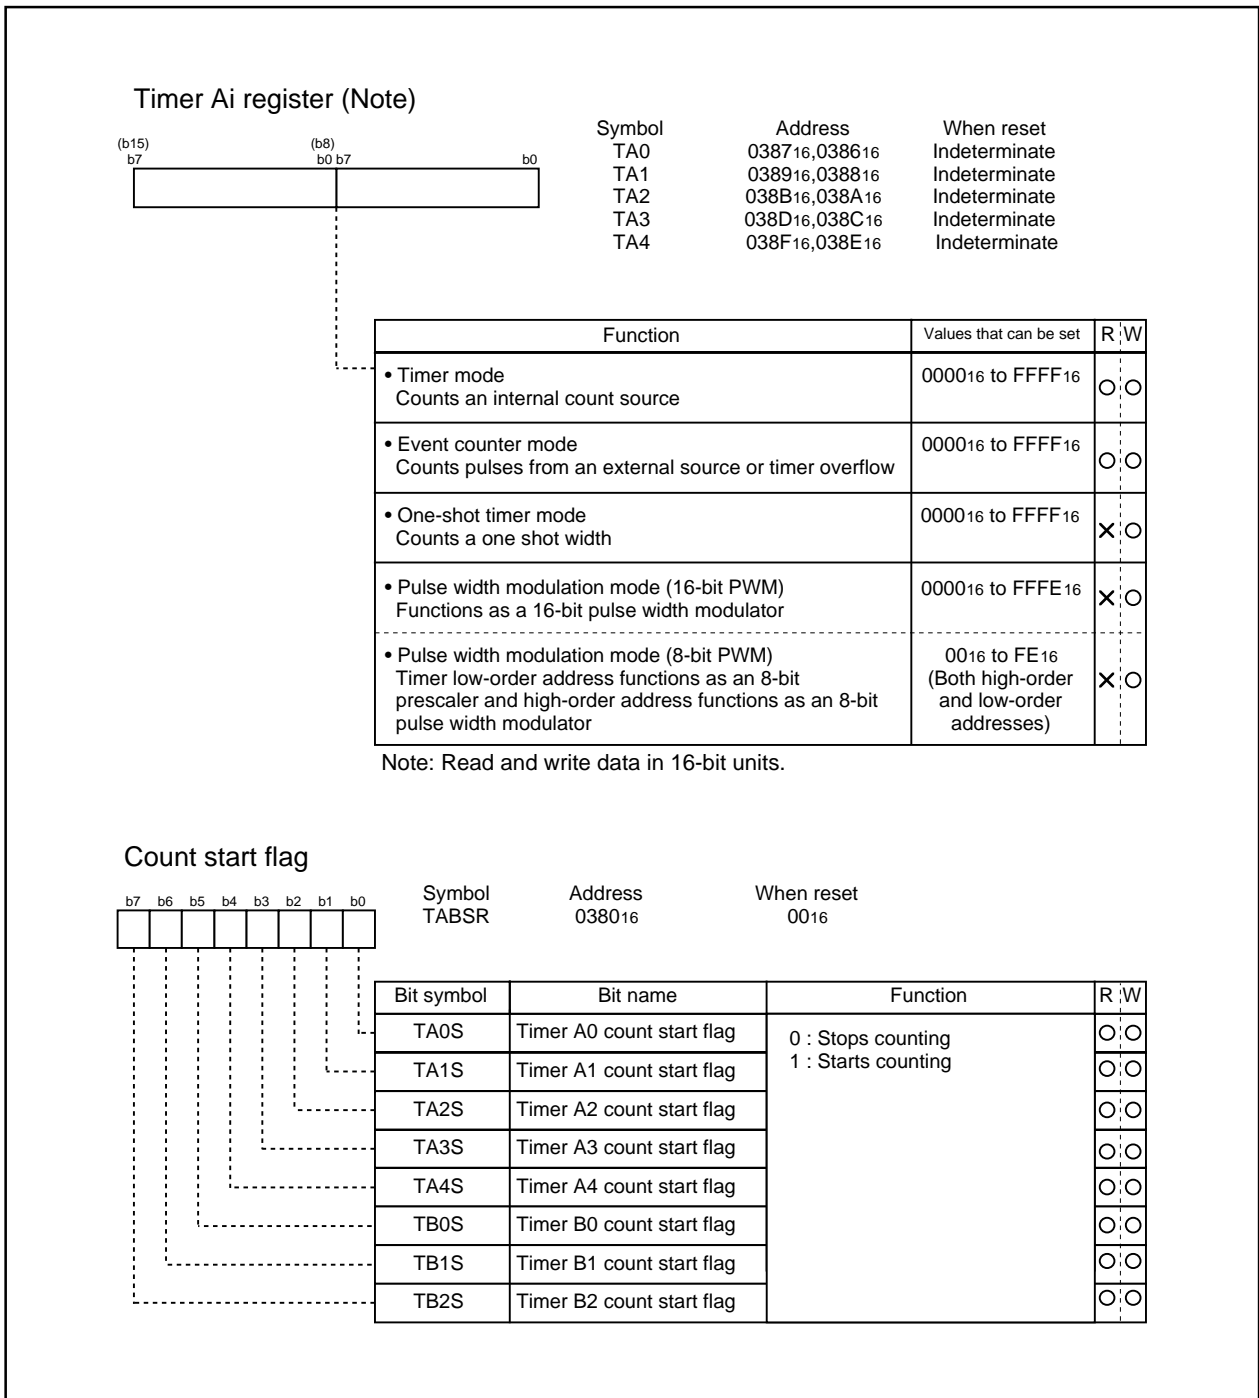 Timer Ai register (Note)
(b15) (b8)
b7 b0 b7 b0
Symbol Address When reset
TA0 038716,038616 Indeterminate
TA1 038916,038816 Indeterminate
TA2 038B16,038A16 Indeterminate
TA3 038D16,038C16 Indeterminate
TA4 038F16,038E16 Indeterminate
Function Values that can be set R W
• Timer mode 000016 to FFFF16
Counts an internal count source
• Event counter mode 000016 to FFFF16
Counts pulses from an external source or timer overflow
• One-shot timer mode 000016 to FFFF16
Counts a one shot width
• Pulse width modulation mode (16-bit PWM) 000016 to FFFE16
Functions as a 16-bit pulse width modulator
• Pulse width modulation mode (8-bit PWM) 0016 to FE16
Timer low-order address functions as an 8-bit (Both high-order
prescaler and high-order address functions as an 8-bit and low-order
pulse width modulator addresses)
Note: Read and write data in 16-bit units.
Count start flag
b7 b6 b5 b4 b3 b2 b1 b0
Symbol Address When reset
TABSR 038016 0016
Bit symbol Bit name Function R W
TA0S Timer A0 count start flag 0 : Stops counting
1 : Starts counting
TA1S Timer A1 count start flag
TA2S Timer A2 count start flag
TA3S Timer A3 count start flag
TA4S Timer A4 count start flag
TB0S Timer B0 count start flag
TB1S Timer B1 count start flag
TB2S Timer B2 count start flag